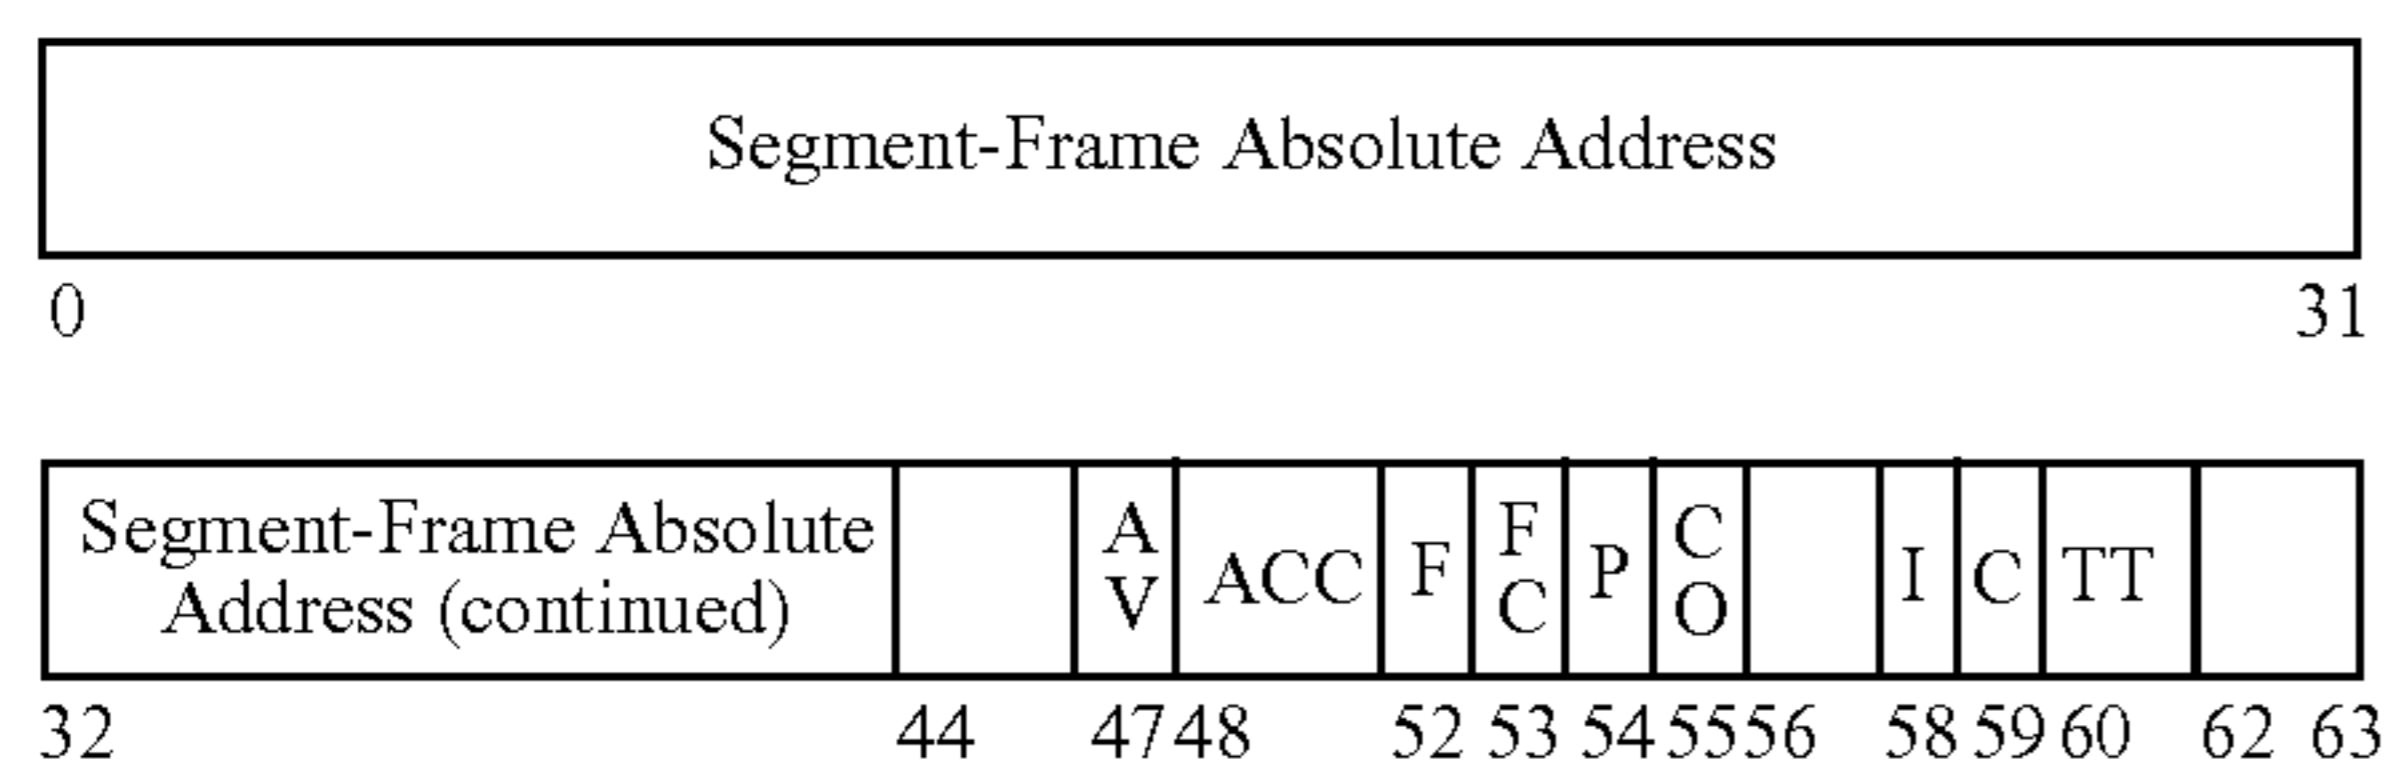 Segment-Frame Absolute Address
0 31
Segment-Frame Absolute
Address (continued)
A
V
ACC
F
F
C
P
C
O
I
C
TT
32 44 47 48 52 53 54 55 56 58 59 60 62 63